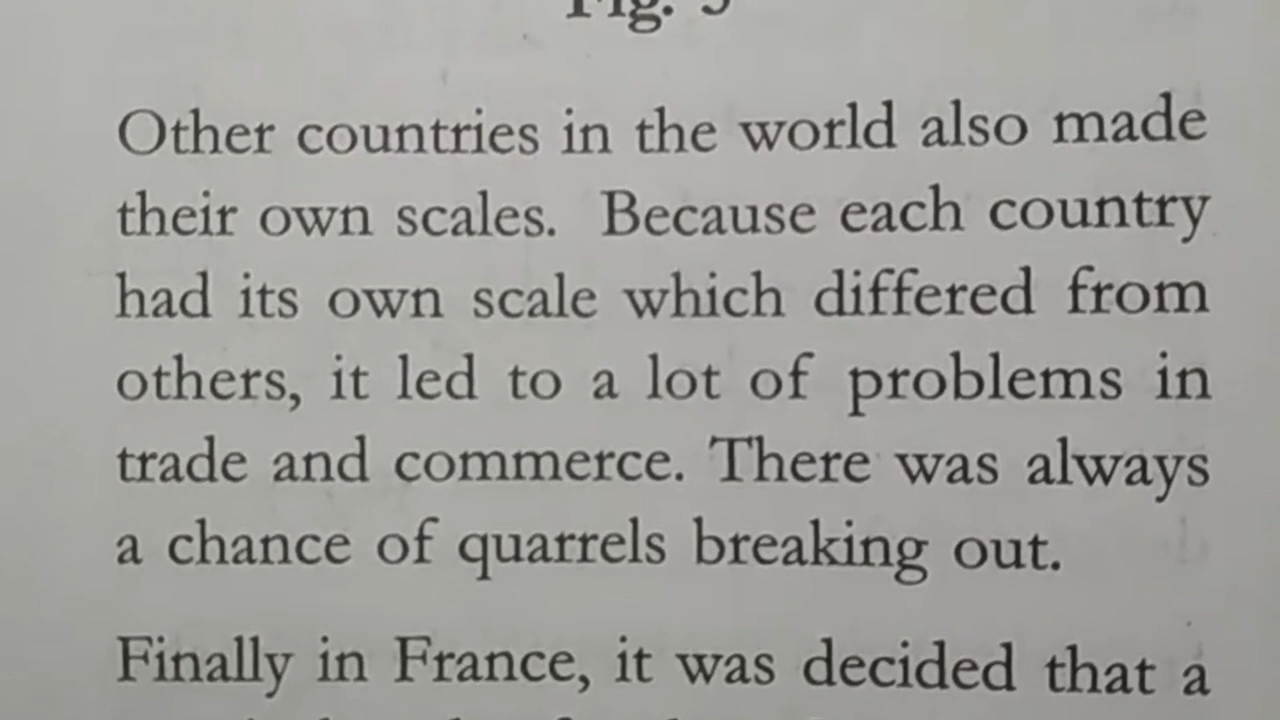 Fig. 5
Other countries in the world also made
their own scales. Because each country
had its own scale which differed from
others, it led to a lot of problems in
trade and commerce. There was always
a chance of quarrels breaking out.
Finally in France, it was decided that a